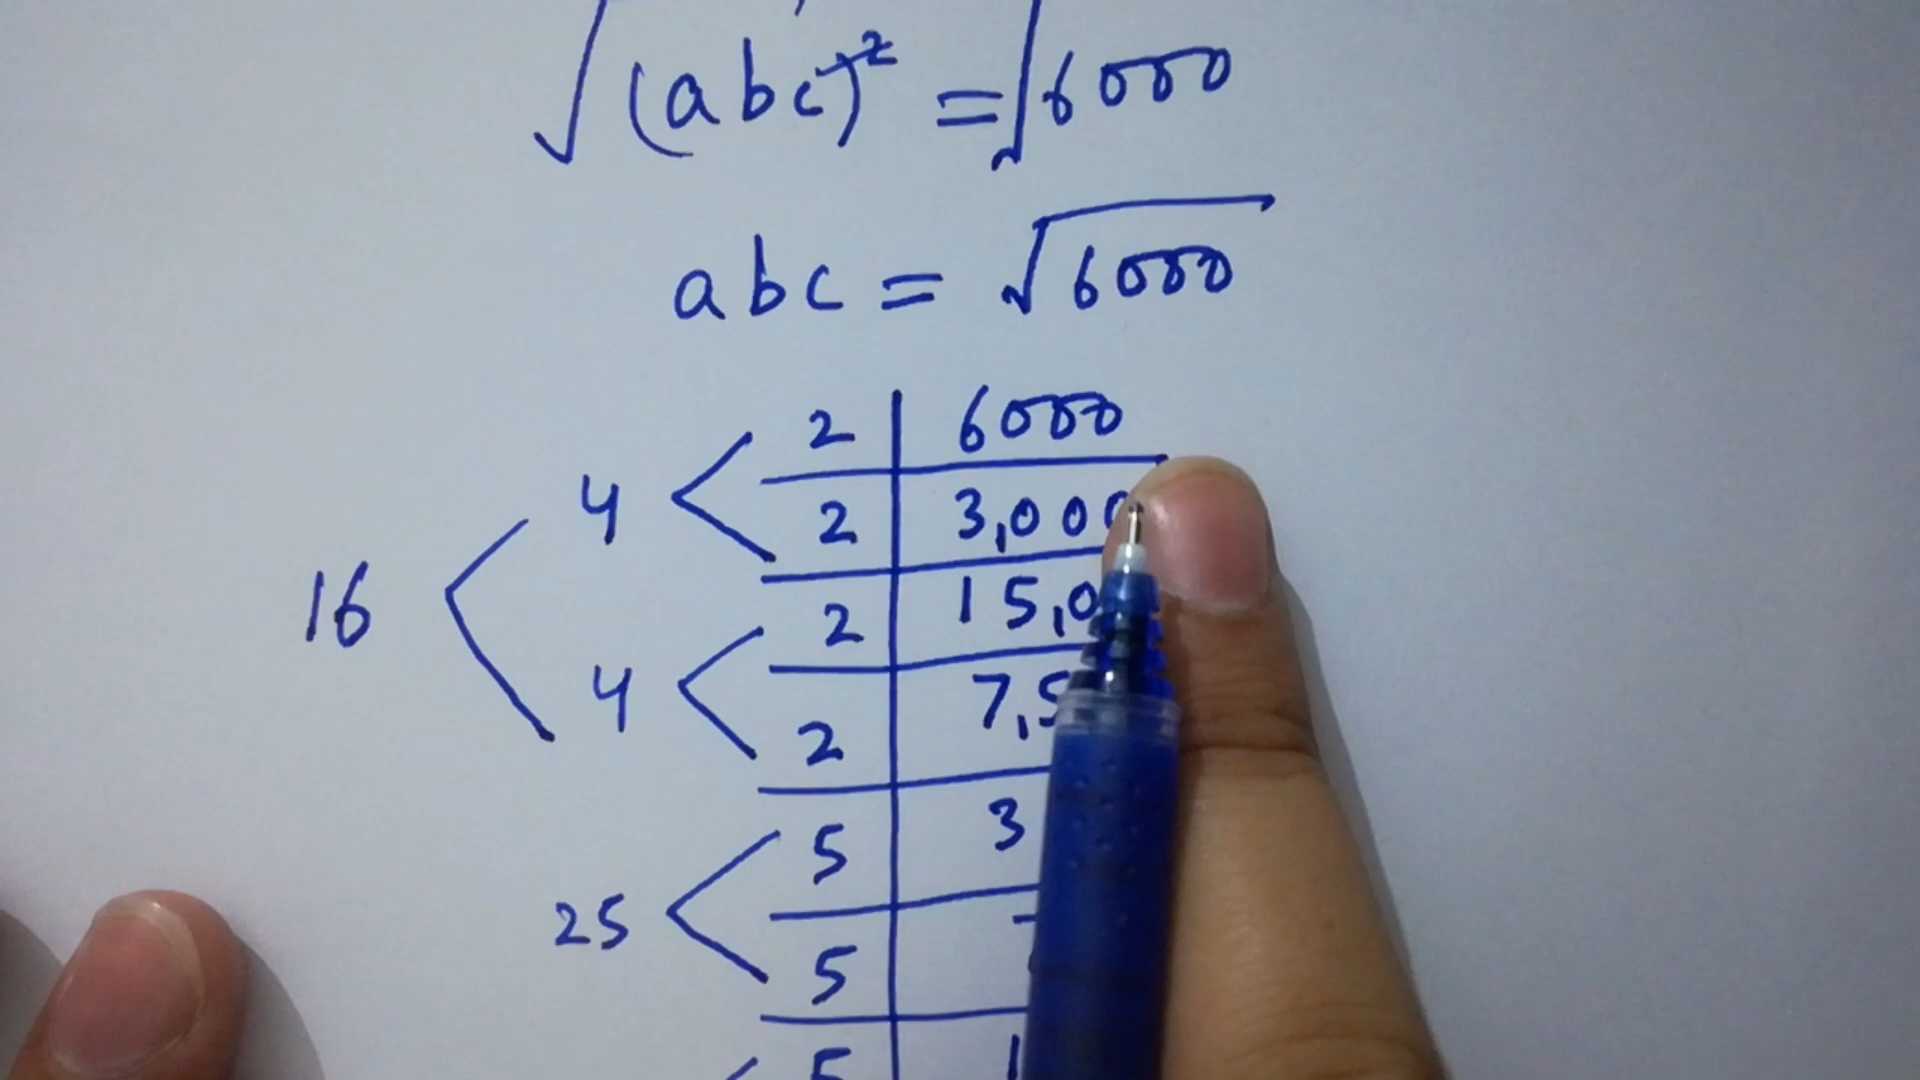 √(abc)² = √6000
abc = √6000
2 | 6000
4 < 2 | 3,000
16 < 2 | 15,0
4 < 2 | 7,5
5 | 3
25 < 5
5 | 1